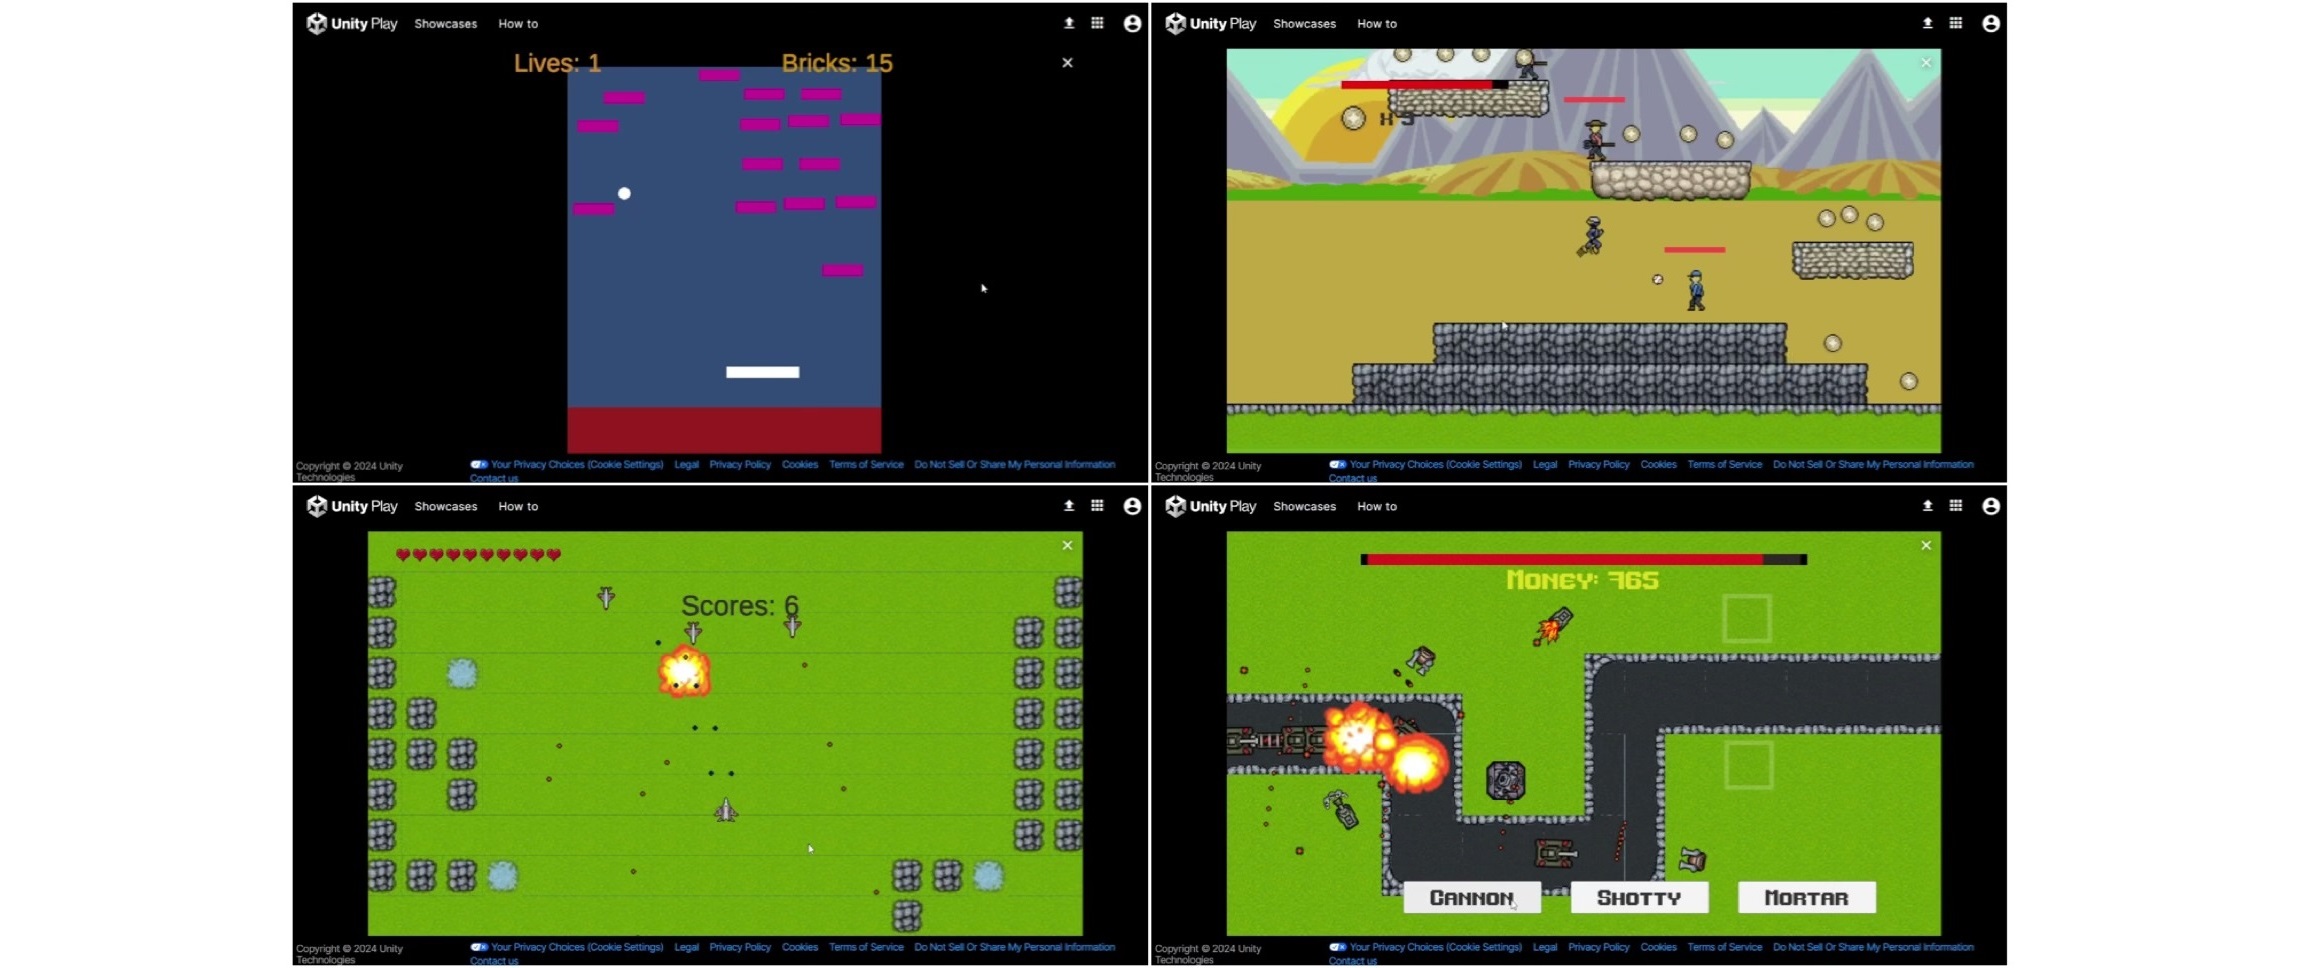 Unity Play Showcases How to
Lives: 1 Bricks: 15
Copyright © 2024 Unity Technologies
Your Privacy Choices (Cookie Settings) Legal Privacy Policy Cookies Terms of Service Do Not Sell Or Share My Personal Information
Contact us
Unity Play Showcases How to
Copyright © 2024 Unity Technologies
Your Privacy Choices (Cookie Settings) Legal Privacy Policy Cookies Terms of Service Do Not Sell Or Share My Personal Information
Contact us
Unity Play Showcases How to
Scores: 6
Copyright © 2024 Unity Technologies
Your Privacy Choices (Cookie Settings) Legal Privacy Policy Cookies Terms of Service Do Not Sell Or Share My Personal Information
Contact us
Unity Play Showcases How to
Money: 765
Cannon Shotty Mortar
Copyright © 2024 Unity Technologies
Your Privacy Choices (Cookie Settings) Legal Privacy Policy Cookies Terms of Service Do Not Sell Or Share My Personal Information
Contact us